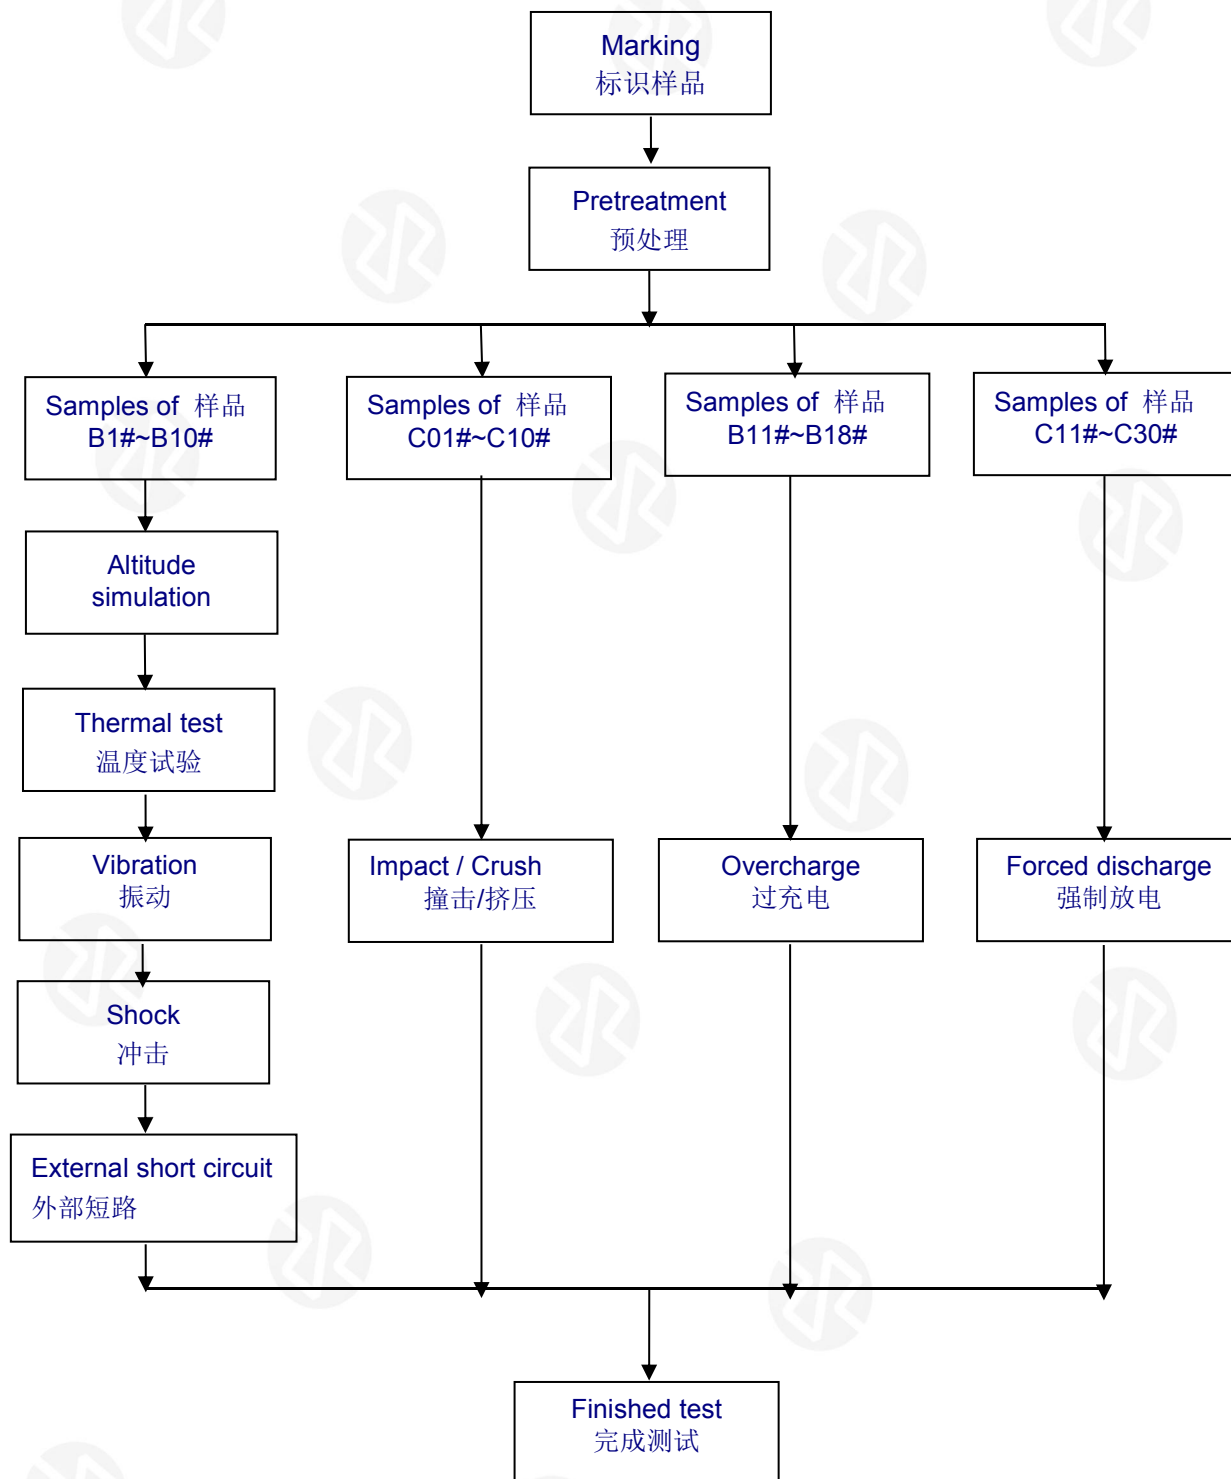 Marking
标识样品
Pretreatment
预处理
Samples of 样品
B1#~B10#
Samples of 样品
C01#~C10#
Samples of 样品
B11#~B18#
Samples of 样品
C11#~C30#
Altitude
simulation
Thermal test
温度试验
Vibration
振动
Impact / Crush
撞击/挤压
Overcharge
过充电
Forced discharge
强制放电
Shock
冲击
External short circuit
外部短路
Finished test
完成测试